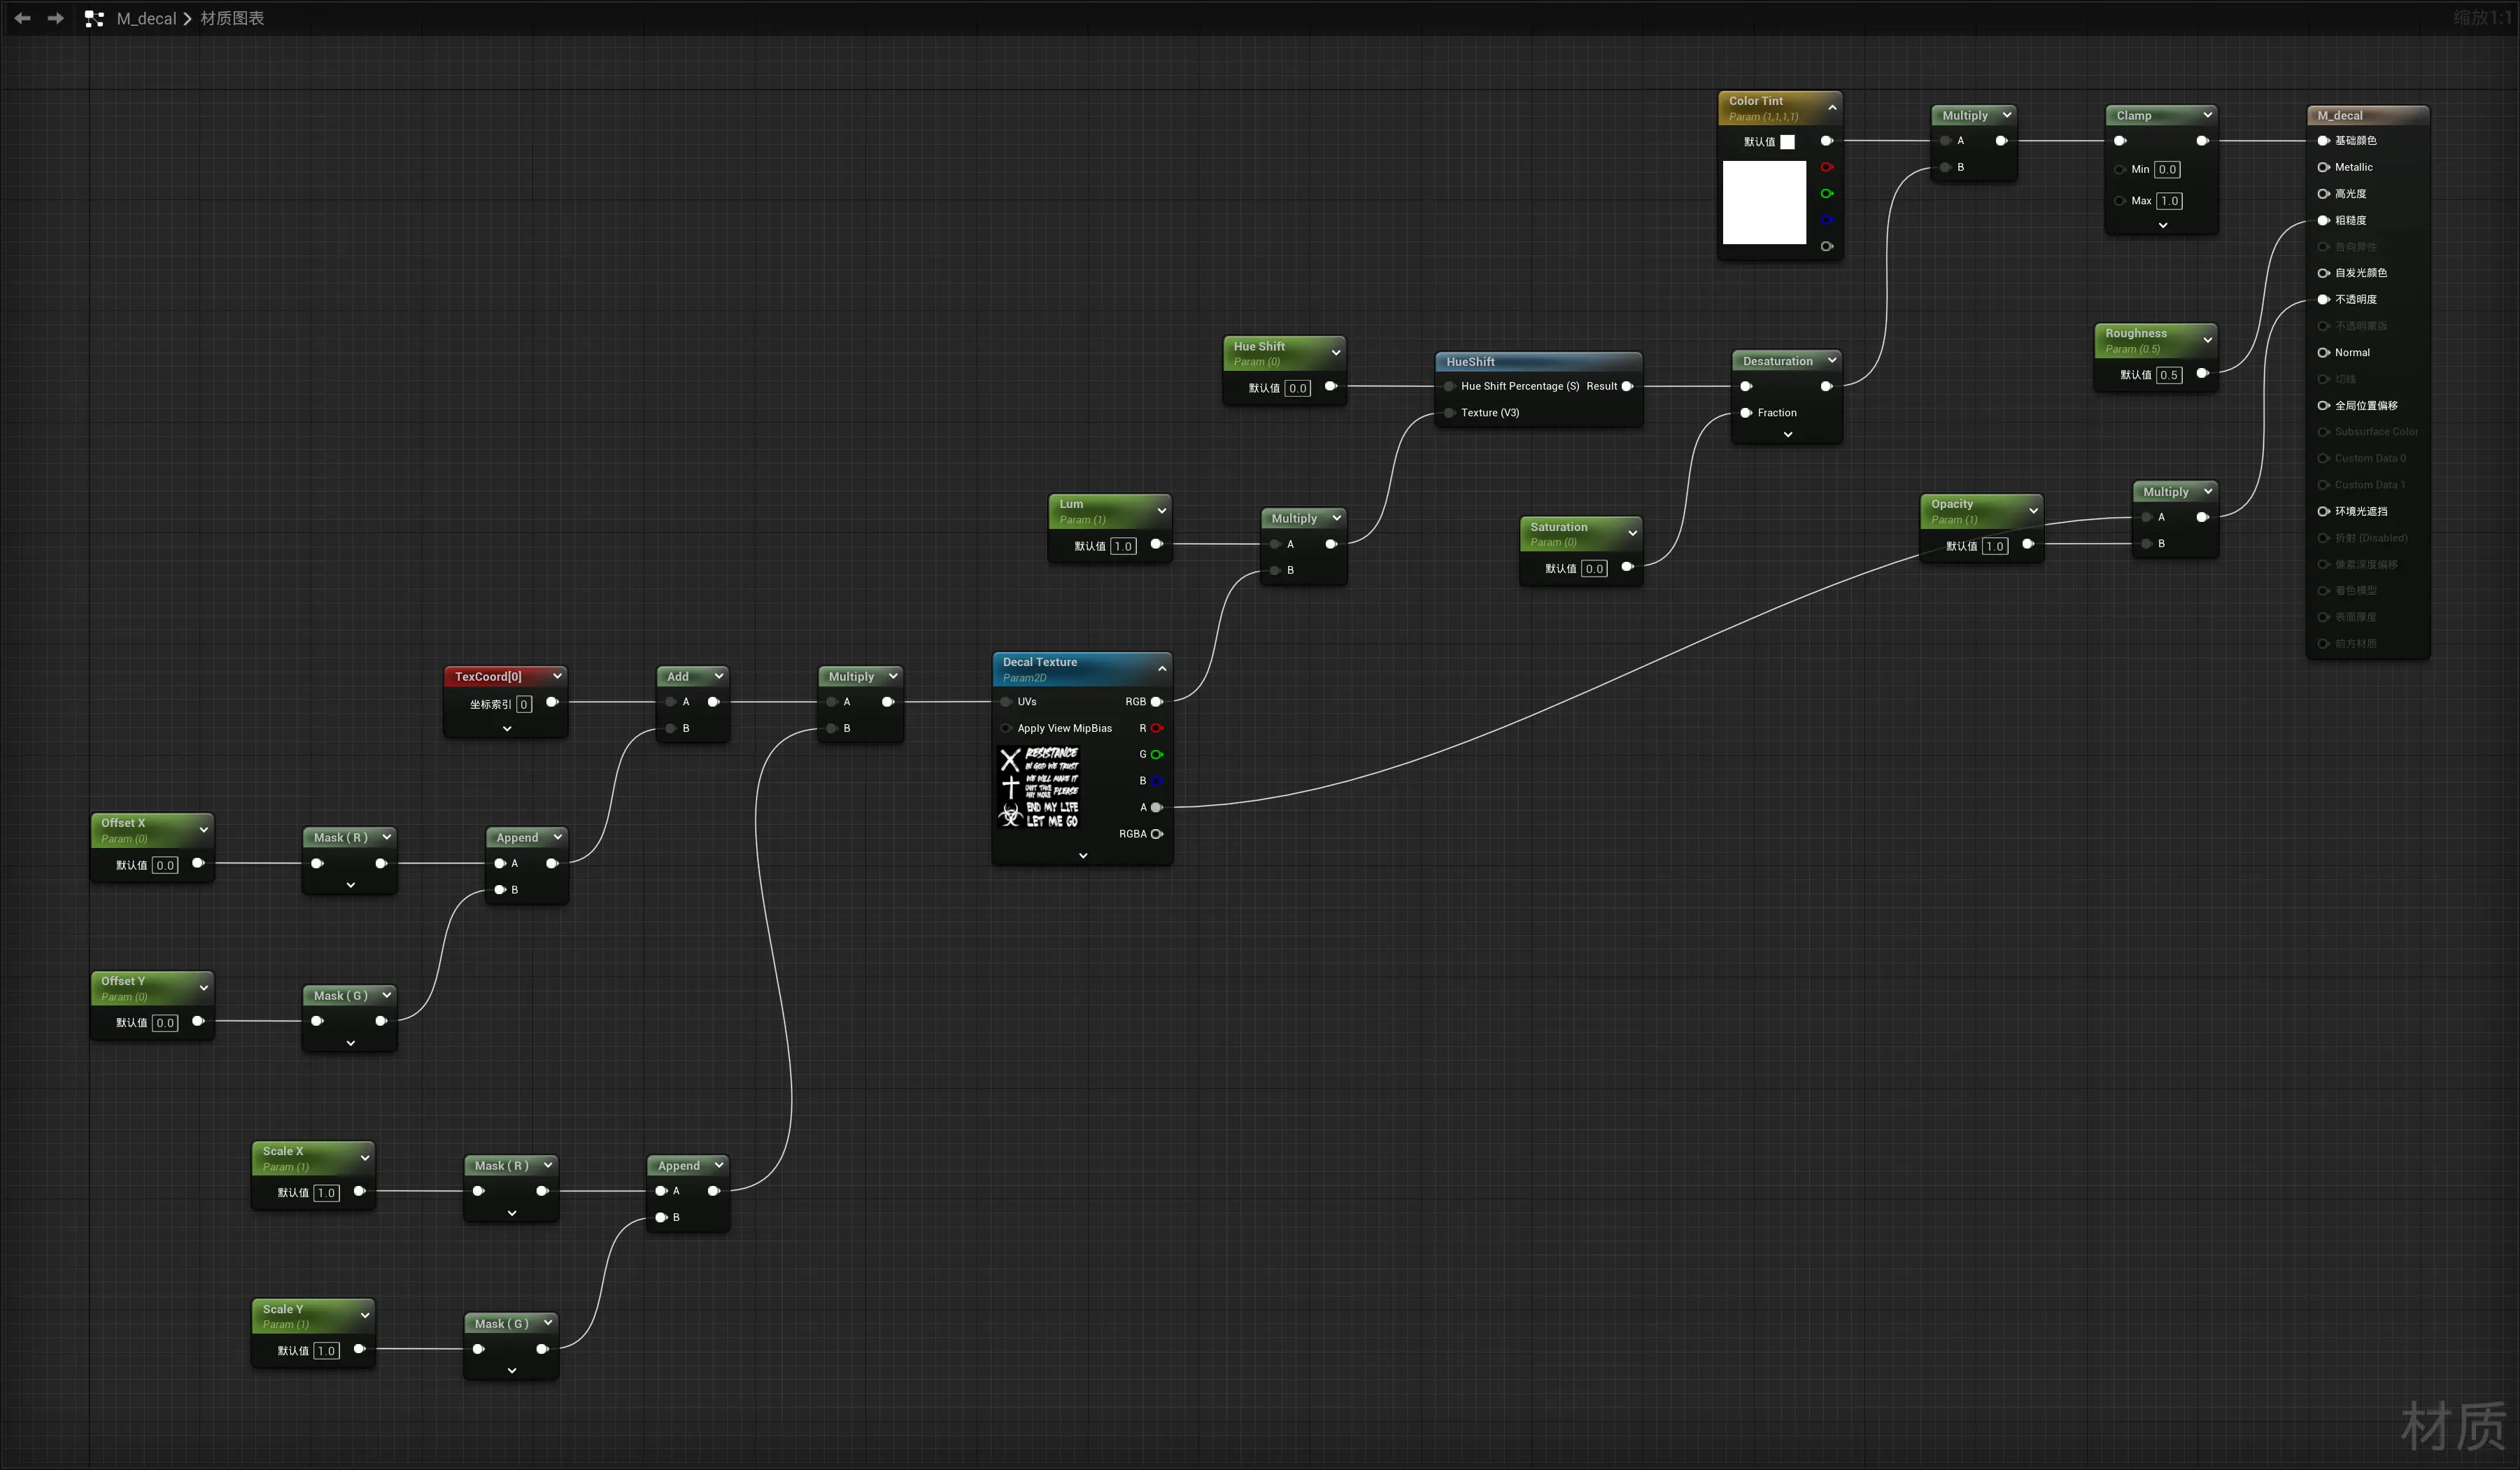 M_decal > 材质图表
缩放1:1
Color Tint
Param (1,1,1,1)
默认值
Multiply
A
B
Clamp
Min 0.0
Max 1.0
M_decal
基础颜色
Metallic
高光度
粗糙度
各向异性
自发光颜色
不透明度
不透明蒙版
Normal
切线
全局位置偏移
Subsurface Color
Custom Data 0
Custom Data 1
环境光遮挡
折射 (Disabled)
像素深度偏移
着色模型
表面厚度
前方材质
Roughness
Param (0.5)
默认值 0.5
Hue Shift
Param (0)
默认值 0.0
HueShift
Hue Shift Percentage (S) Result
Texture (V3)
Desaturation
Fraction
Lum
Param (1)
默认值 1.0
Multiply
A
B
Saturation
Param (0)
默认值 0.0
Opacity
Param (1)
默认值 1.0
Multiply
A
B
TexCoord[0]
坐标索引 0
Add
A
B
Multiply
A
B
Decal Texture
Param2D
UVs RGB
Apply View MipBias R
G
B
A
RGBA
RESISTANCE
IN GOD WE TRUST
WE WILL MAKE IT
DON'T TAKE
ANY MORE PLEASE
END MY LIFE
LET ME GO
Offset X
Param (0)
默认值 0.0
Mask ( R )
Append
A
B
Offset Y
Param (0)
默认值 0.0
Mask ( G )
Scale X
Param (1)
默认值 1.0
Mask ( R )
Append
A
B
Scale Y
Param (1)
默认值 1.0
Mask ( G )
材质